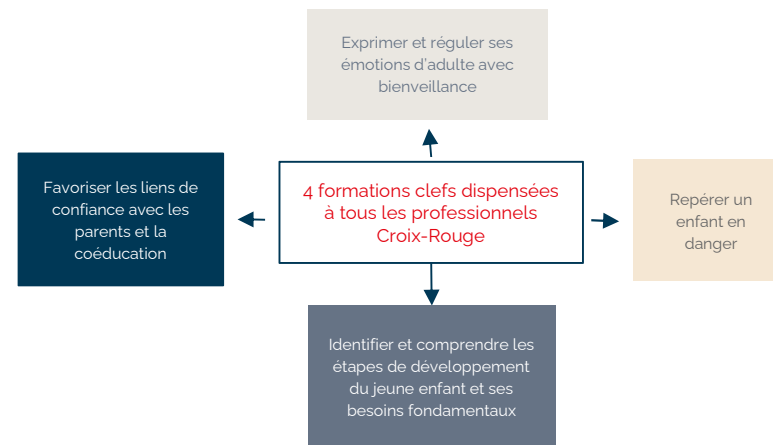 Exprimer et réguler ses
émotions d'adulte avec
bienveillance
Favoriser les liens de
confiance avec les
parents et la
coéducation
4 formations clefs dispensées
à tous les professionnels
Croix-Rouge
Repérer un
enfant en
danger
Identifier et comprendre les
étapes de développement
du jeune enfant et ses
besoins fondamentaux